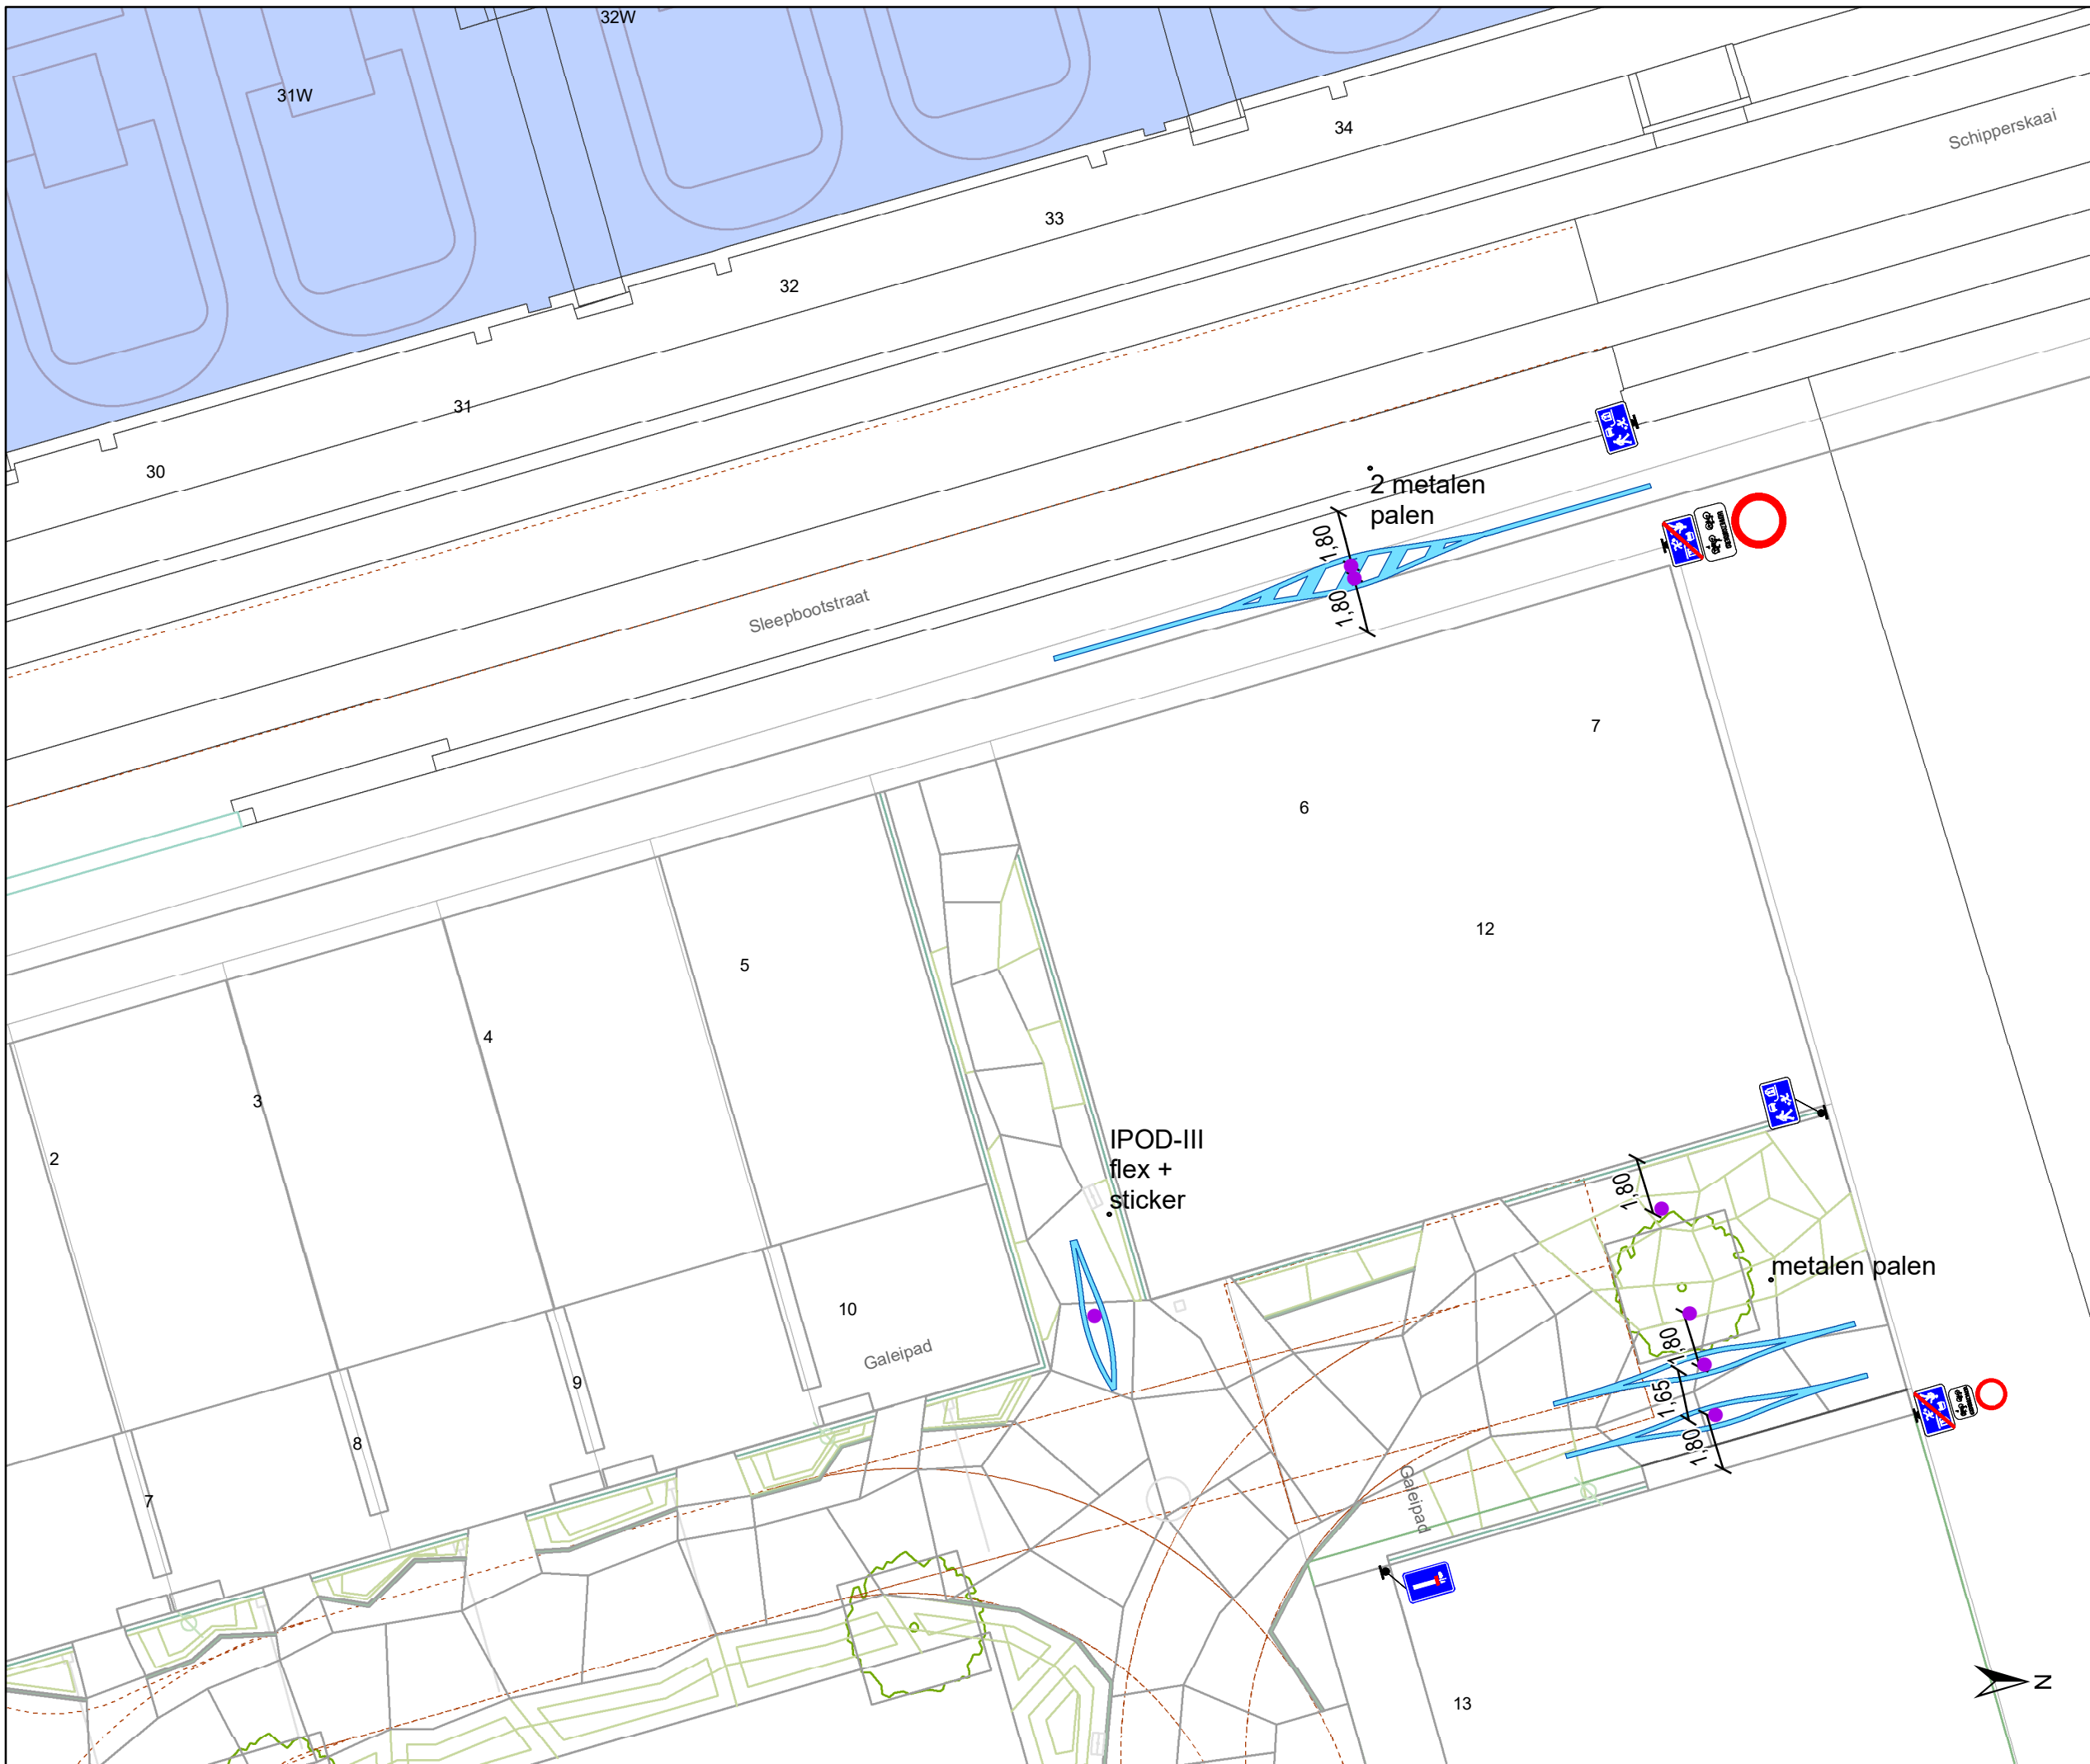 32W
31W
34
Schipperskaai
33
32
31
30
2 metalen
palen
1,80
1,80
Sleepbootstraat
7
6
12
5
4
3
2
IPOD-III
flex +
sticker
1,80
metalen palen
1,80
1,65
1,80
10
Galeipad
9
8
7
Galeipad
13
N